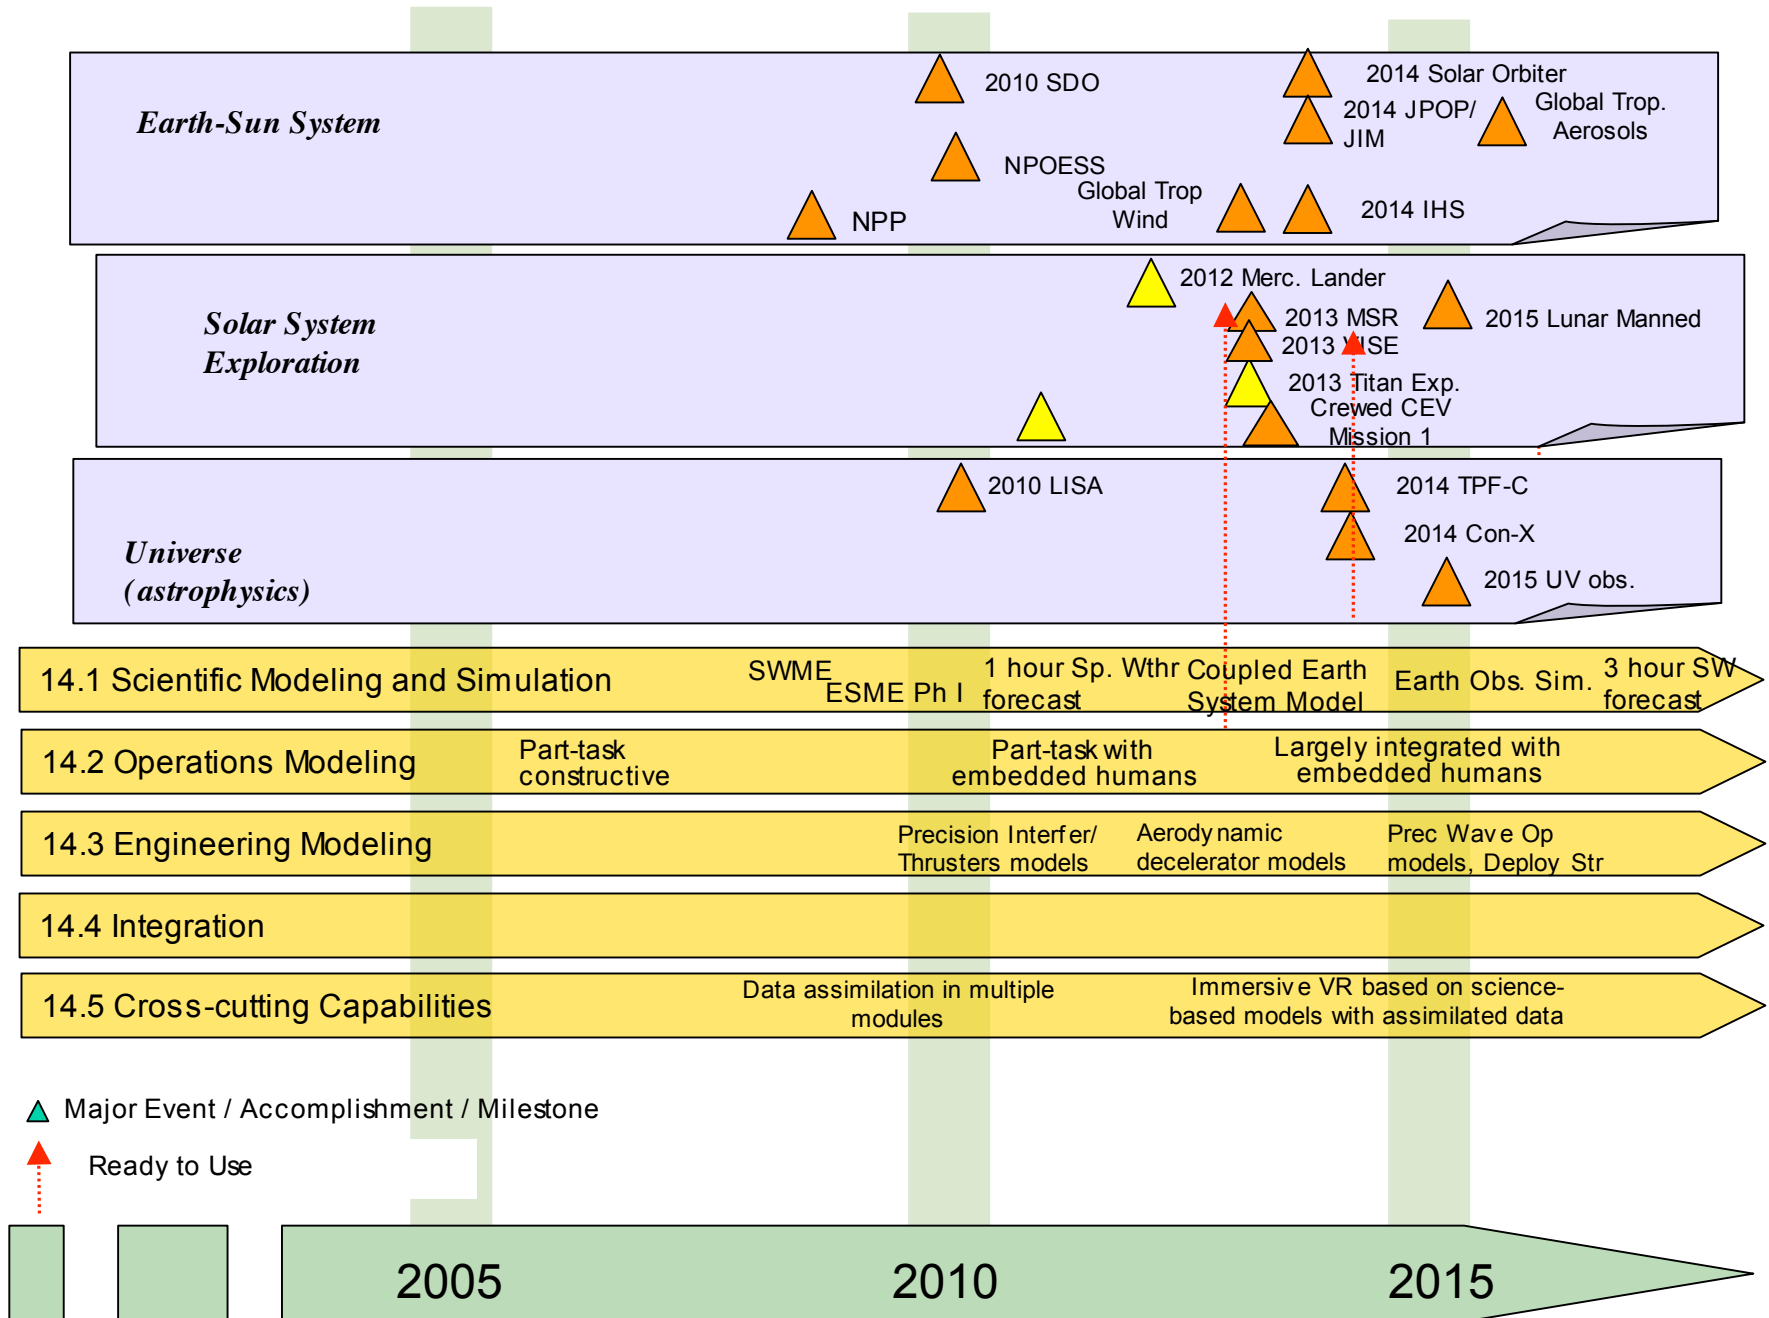 Earth-Sun System
2010 SDO
2014 Solar Orbiter
2014 JPOP/
JIM
Global Trop.
Aerosols
NPOESS
Global Trop
Wind
NPP
2014 IHS
Solar System
Exploration
2012 Merc. Lander
2013 MSR
2013 VISE
2015 Lunar Manned
2013 Titan Exp.
Crewed CEV
Mission 1
Universe
(astrophysics)
2010 LISA
2014 TPF-C
2014 Con-X
2015 UV obs.
14.1 Scientific Modeling and Simulation
SWME
ESME Ph I
1 hour Sp. Wthr
forecast
Coupled Earth
System Model
Earth Obs. Sim.
3 hour SW
forecast
14.2 Operations Modeling
Part-task
constructive
Part-task with
embedded humans
Largely integrated with
embedded humans
14.3 Engineering Modeling
Precision Interfer/
Thrusters models
Aerodynamic
decelerator models
Prec Wave Op
models, Deploy Str
14.4 Integration
14.5 Cross-cutting Capabilities
Data assimilation in multiple
modules
Immersive VR based on science-
based models with assimilated data
Major Event / Accomplishment / Milestone
Ready to Use
2005
2010
2015